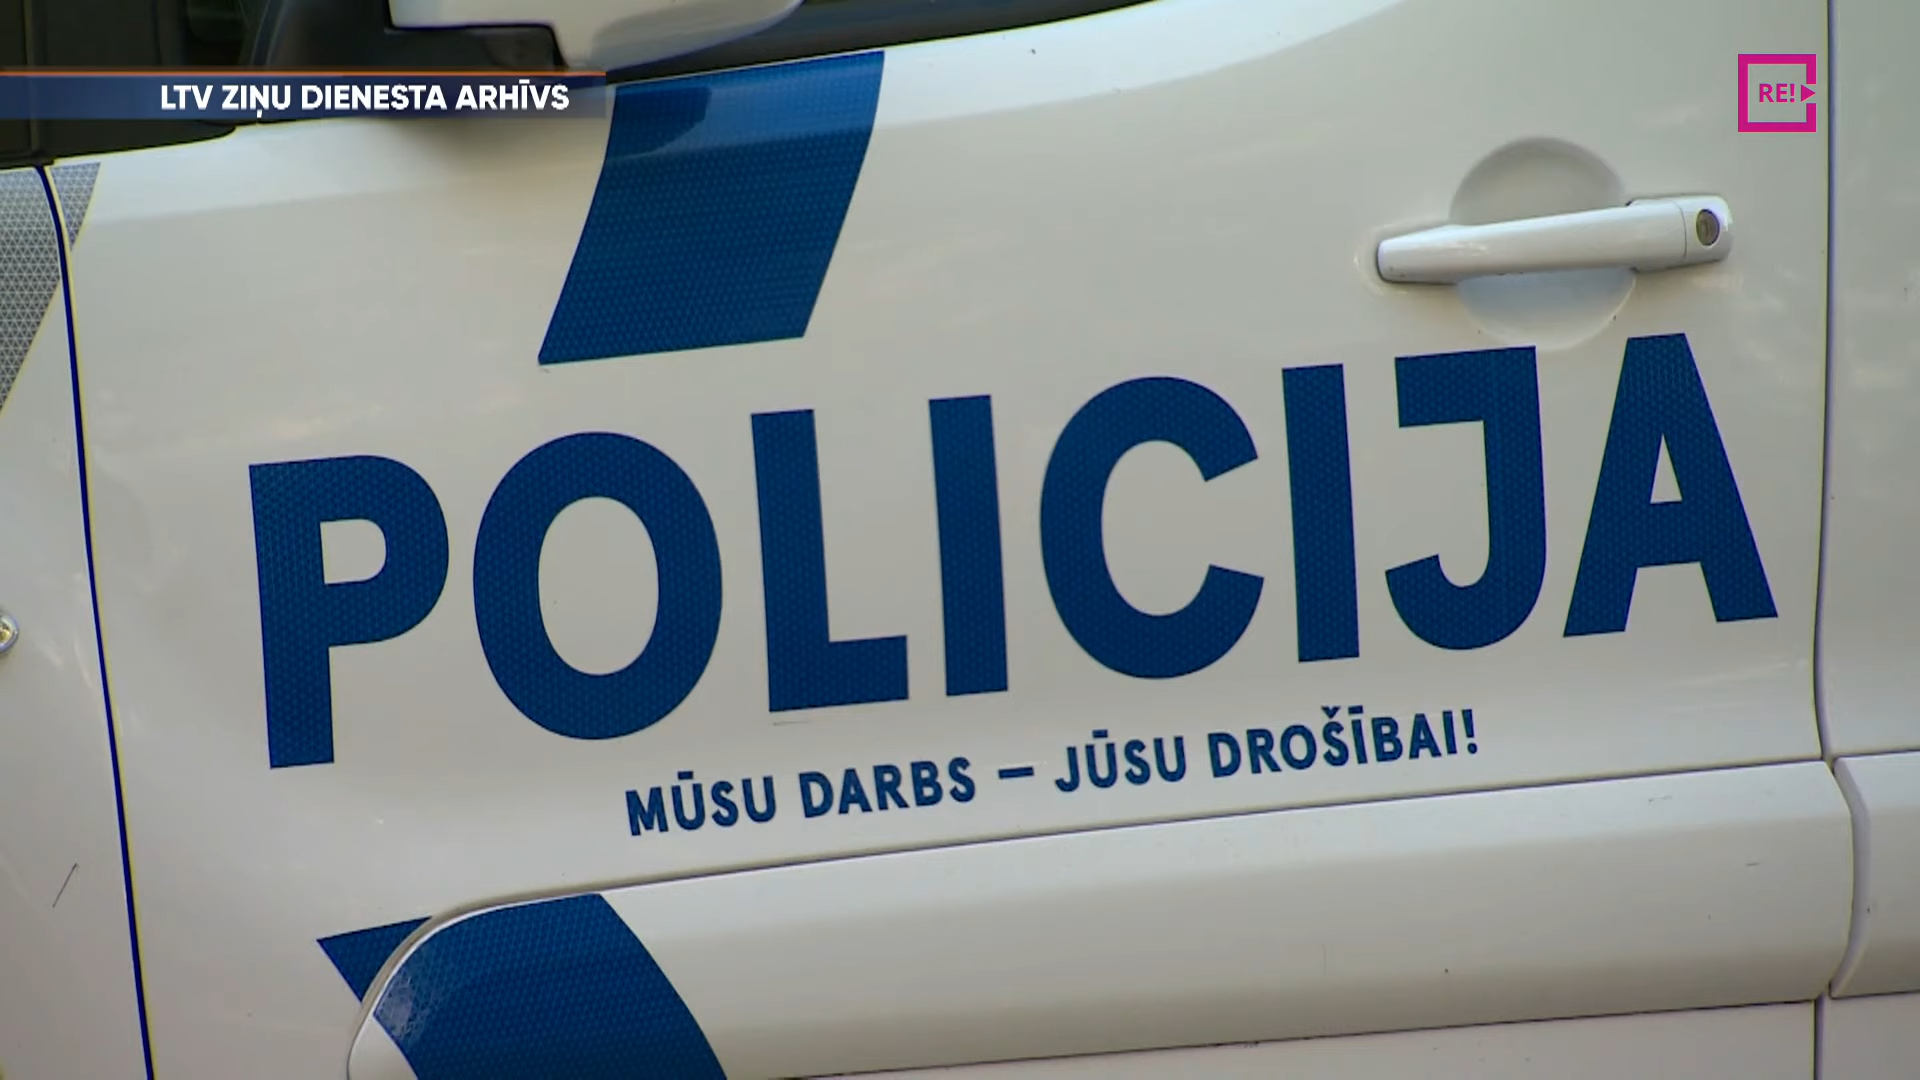 LTV ZIŅU DIENESTA ARHĪVS
RE!
POLICIJA
MŪSU DARBS – JŪSU DROŠĪBAI!